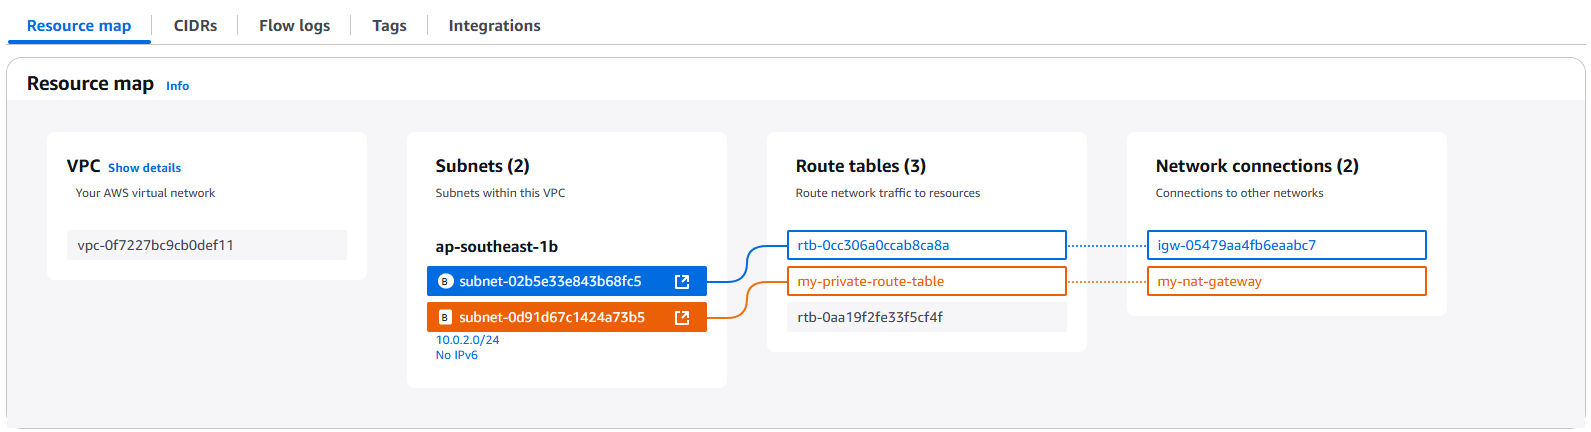 Resource map
CIDRs
Flow logs
Tags
Integrations
Resource map Info
VPC Show details
Your AWS virtual network
vpc-0f7227bc9cb0def11
Subnets (2)
Subnets within this VPC
ap-southeast-1b
B subnet-02b5e33e843b68fc5
B subnet-0d91d67c1424a73b5
10.0.2.0/24
No IPv6
Route tables (3)
Route network traffic to resources
rtb-0cc306a0ccab8ca8a
my-private-route-table
rtb-0aa19f2fe33f5cf4f
Network connections (2)
Connections to other networks
igw-05479aa4fb6eaabc7
my-nat-gateway